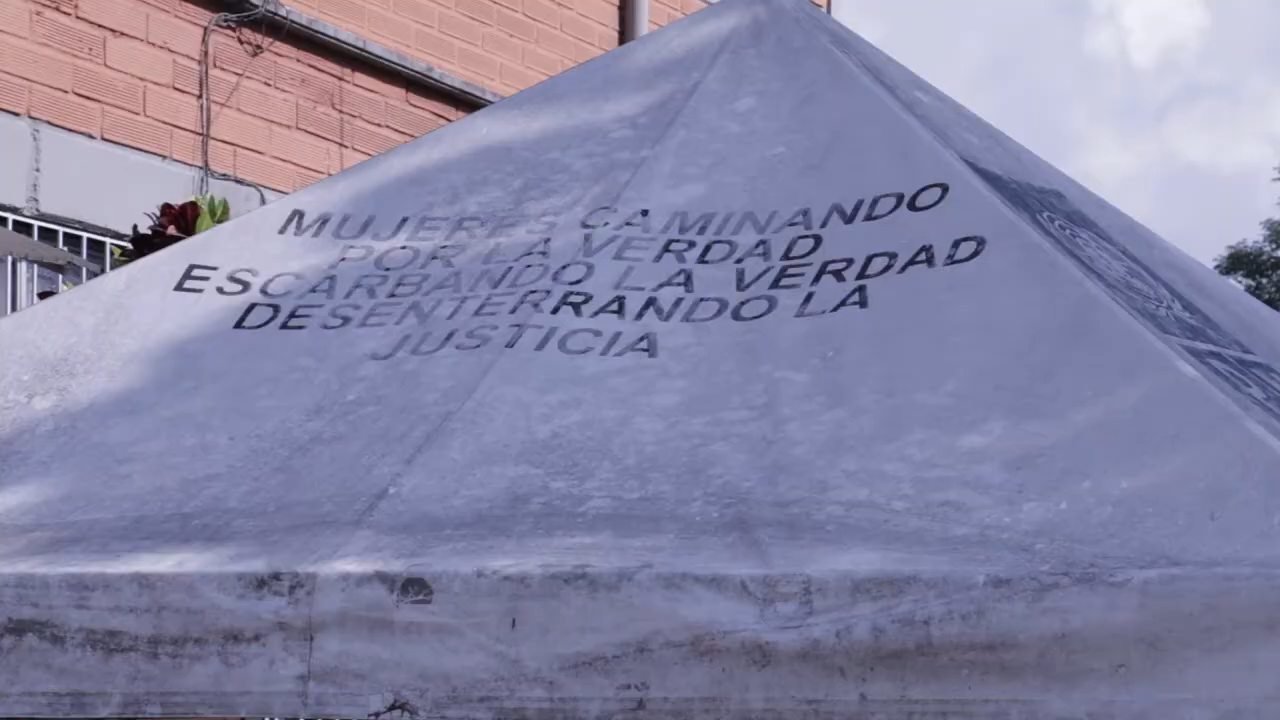 MUJERES CAMINANDO
POR LA VERDAD
ESCARBANDO LA VERDAD
DESENTERRANDO LA
JUSTICIA